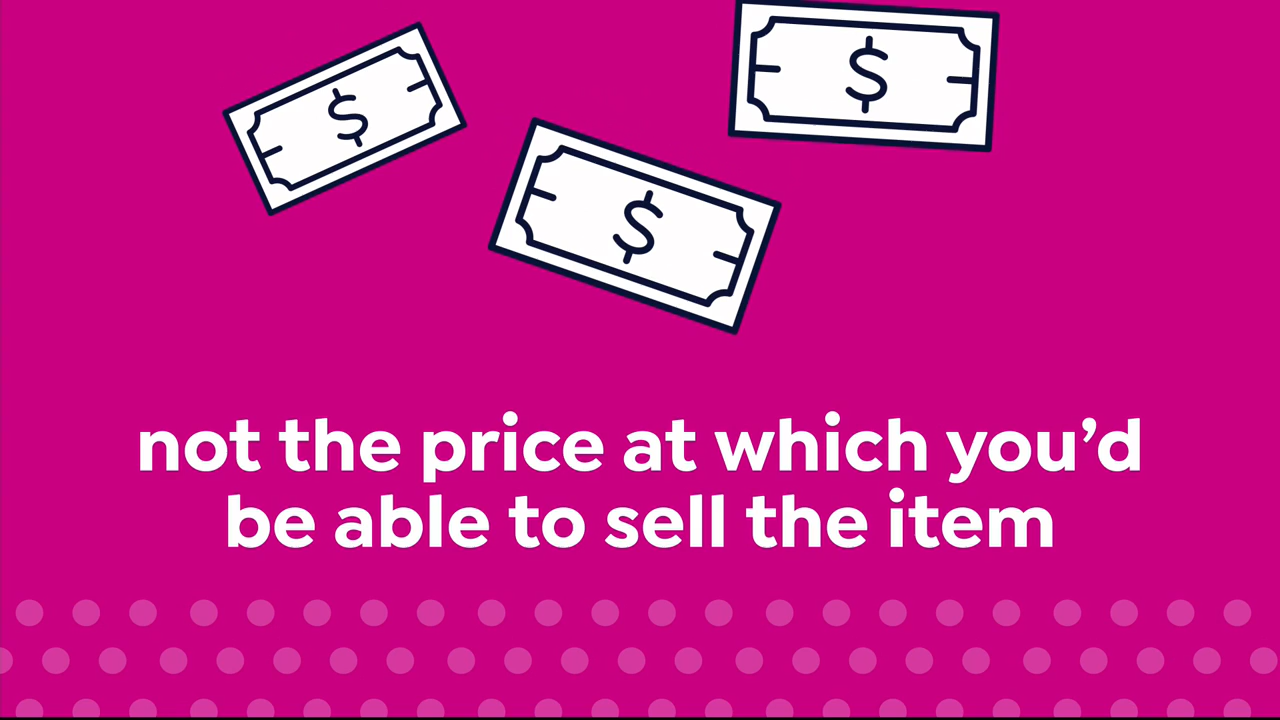 $
$
$
not the price at which you’d
be able to sell the item